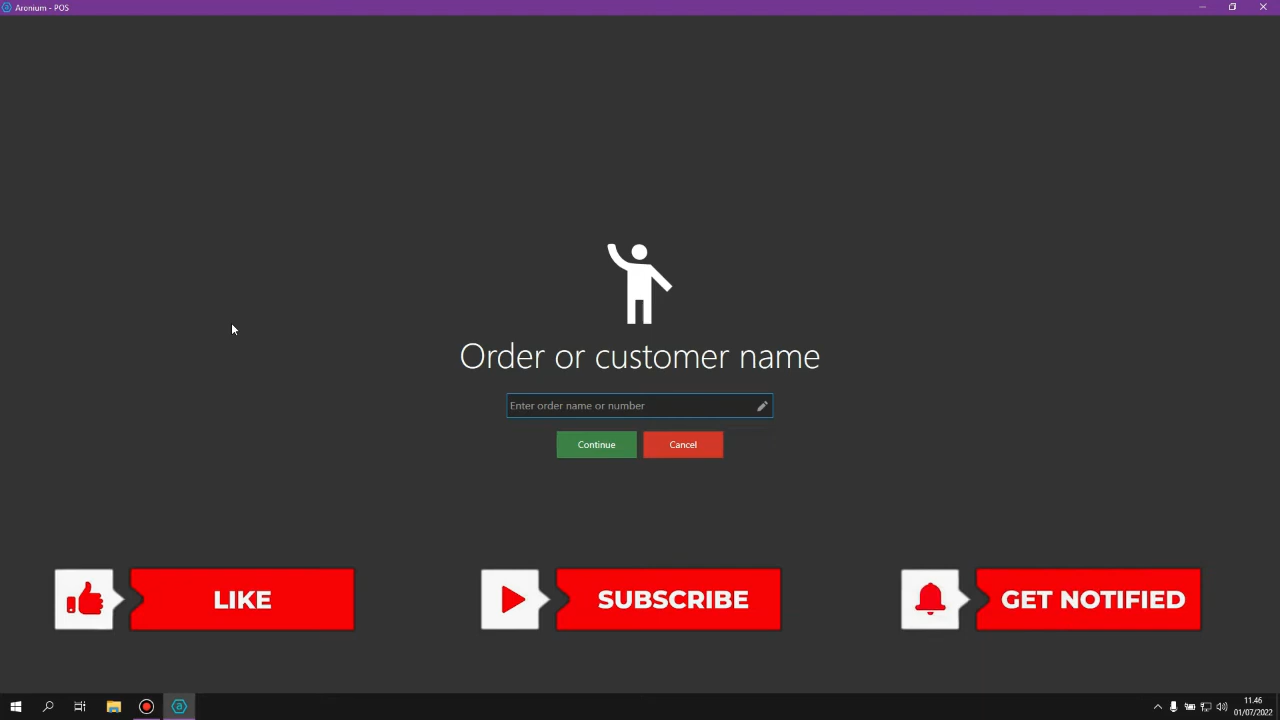 Aronium - POS
Order or customer name
Enter order name or number
Continue
Cancel
LIKE
SUBSCRIBE
GET NOTIFIED
11.46
01/07/2022